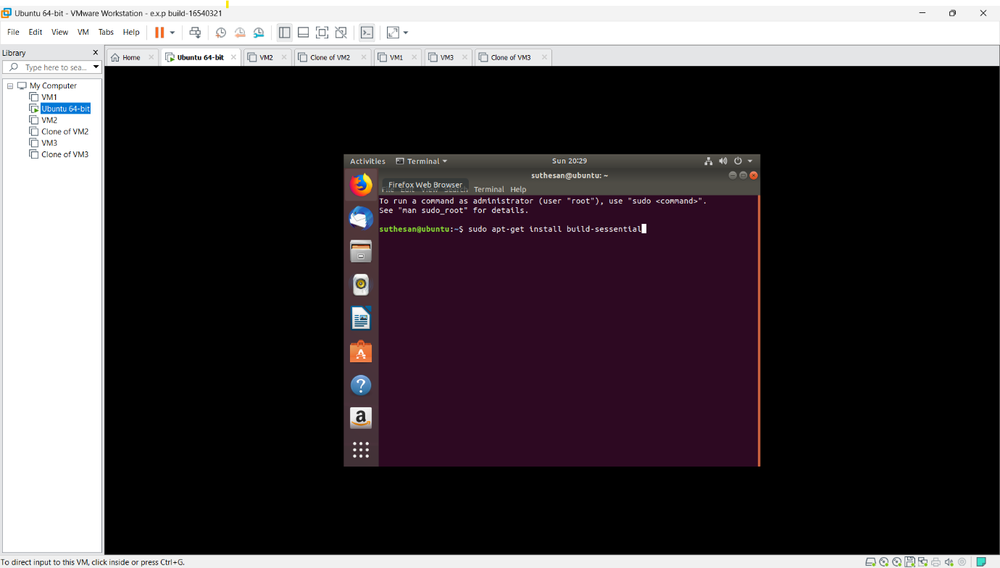 Ubuntu 64-bit - VMware Workstation - e.x.p build-16540321
File Edit View VM Tabs Help
Library
Type here to sea...
My Computer
VM1
Ubuntu 64-bit
VM2
Clone of VM2
VM3
Clone of VM3
Home Ubuntu 64-bit VM2 Clone of VM2 VM1 VM3 Clone of VM3
Activities Terminal Sun 20:29
suthesan@ubuntu: ~
Firefox Web Browser
Terminal Help
To run a command as administrator (user "root"), use "sudo <command>".
See "man sudo_root" for details.
suthesan@ubuntu:~$ sudo apt-get install build-sessential
To direct input to this VM, click inside or press Ctrl+G.